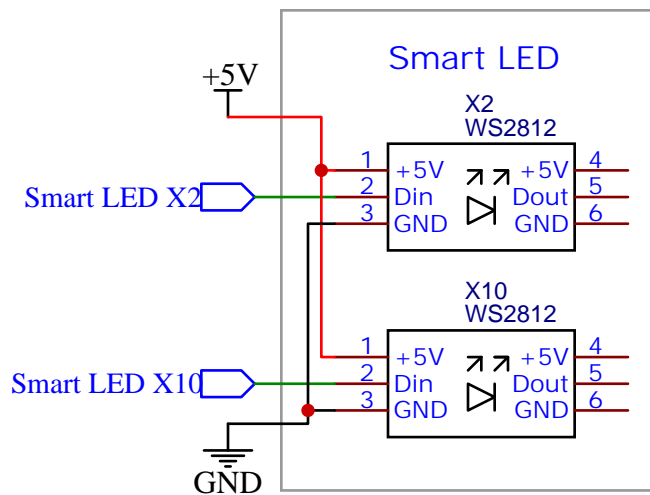 Smart LED
+5V
X2
WS2812
1 +5V +5V 4
Smart LED X2 2 Din Dout 5
3 GND GND 6
X10
WS2812
1 +5V +5V 4
Smart LED X10 2 Din Dout 5
3 GND GND 6
GND